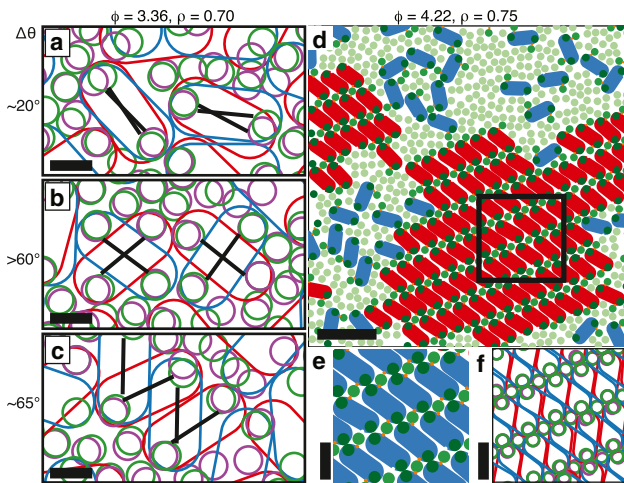 ϕ = 3.36, ρ = 0.70
ϕ = 4.22, ρ = 0.75
Δθ
a
d
~20°
b
>60°
c
~65°
e
f